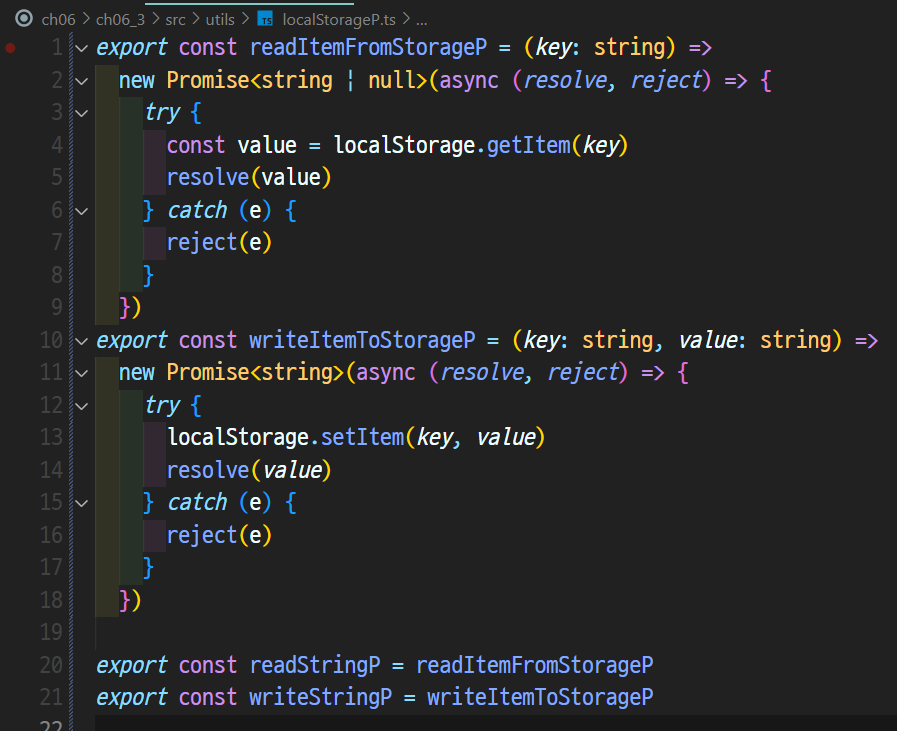 ch06 > ch06_3 > src > utils > TS localStorageP.ts > ...
1 export const readItemFromStorageP = (key: string) =>
2 new Promise<string | null>(async (resolve, reject) => {
3 try {
4 const value = localStorage.getItem(key)
5 resolve(value)
6 } catch (e) {
7 reject(e)
8 }
9 })
10 export const writeItemToStorageP = (key: string, value: string) =>
11 new Promise<string>(async (resolve, reject) => {
12 try {
13 localStorage.setItem(key, value)
14 resolve(value)
15 } catch (e) {
16 reject(e)
17 }
18 })
19
20 export const readStringP = readItemFromStorageP
21 export const writeStringP = writeItemToStorageP
22